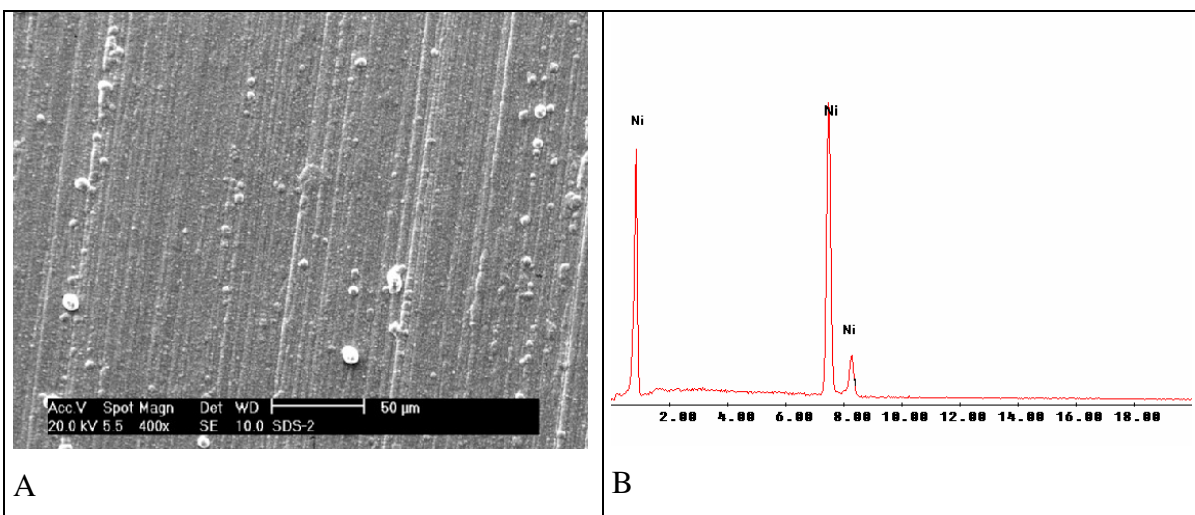 Acc.V Spot Magn Det WD 50 µm
20.0 kV 5.5 400x SE 10.0 SDS-2
A
Ni
Ni
Ni
2.00 4.00 6.00 8.00 10.00 12.00 14.00 16.00 18.00
B